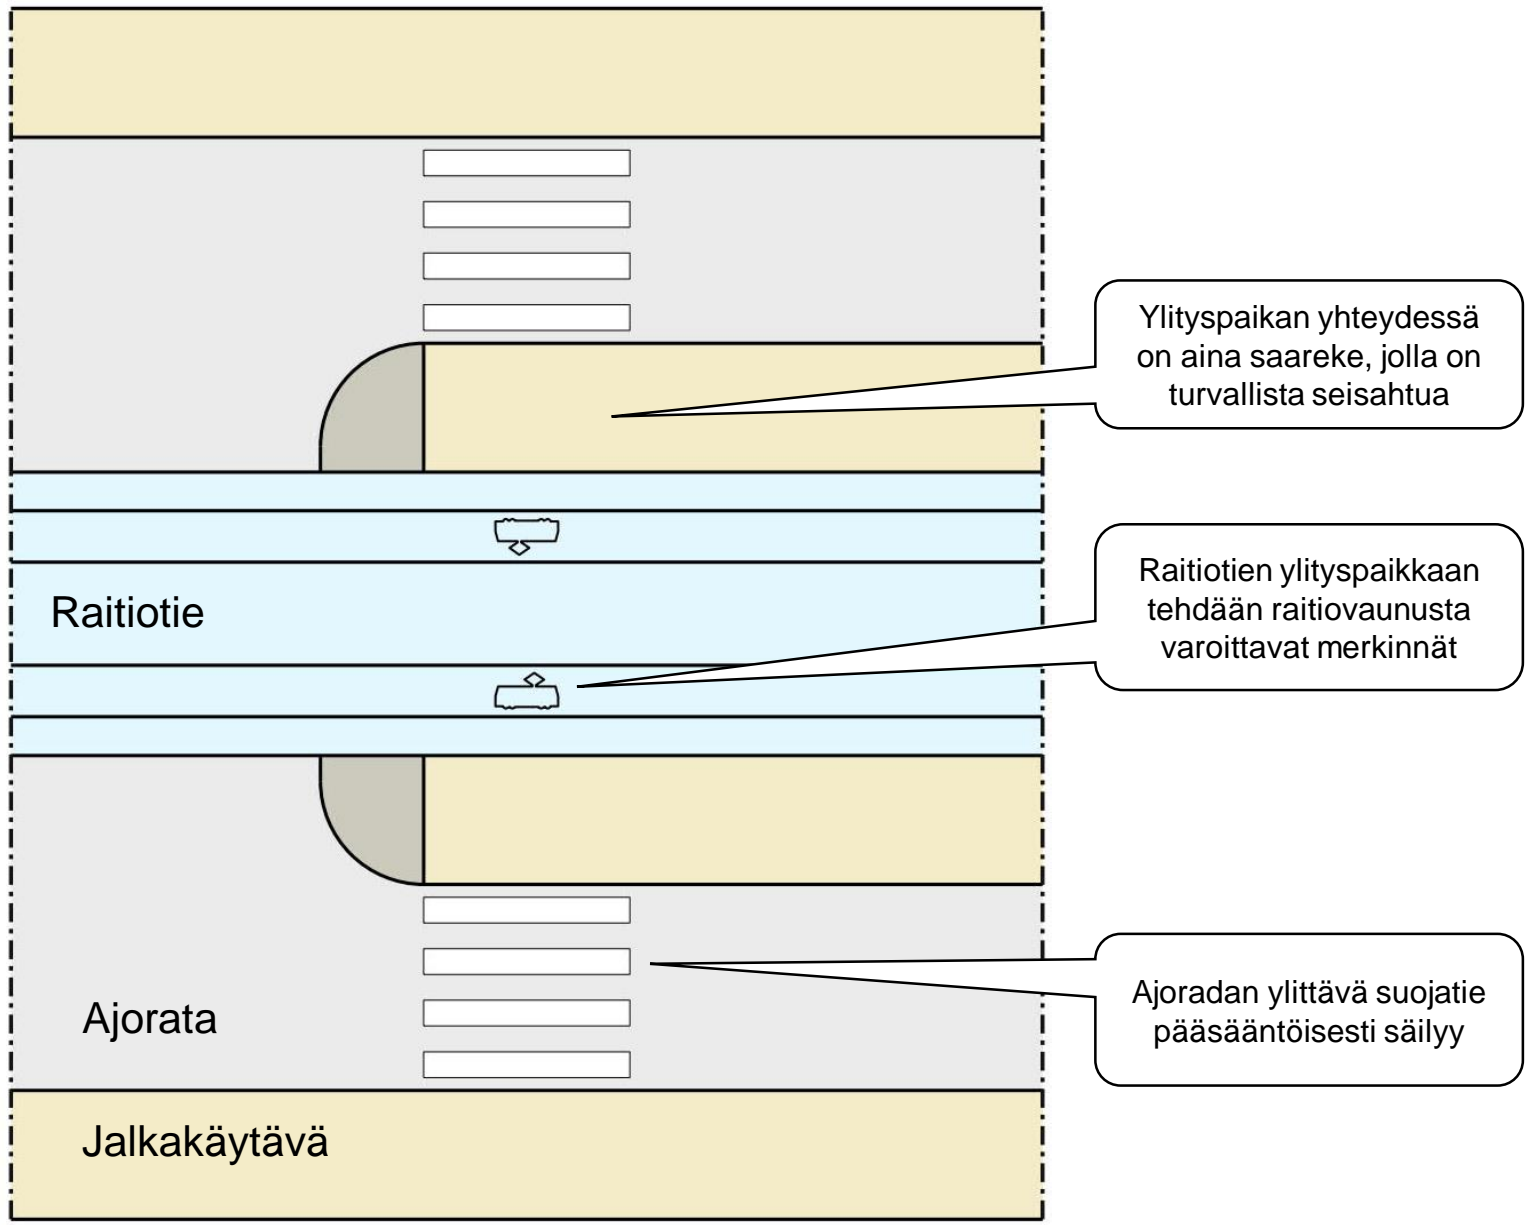 Ylityspaikan yhteydessä
on aina saareke, jolla on
turvallista seisahtua
Raitiotien ylityspaikkaan
tehdään raitiovaunusta
varoittavat merkinnät
Raitiotie
Ajoradan ylittävä suojatie
pääsääntöisesti säilyy
Ajorata
Jalkakäytävä